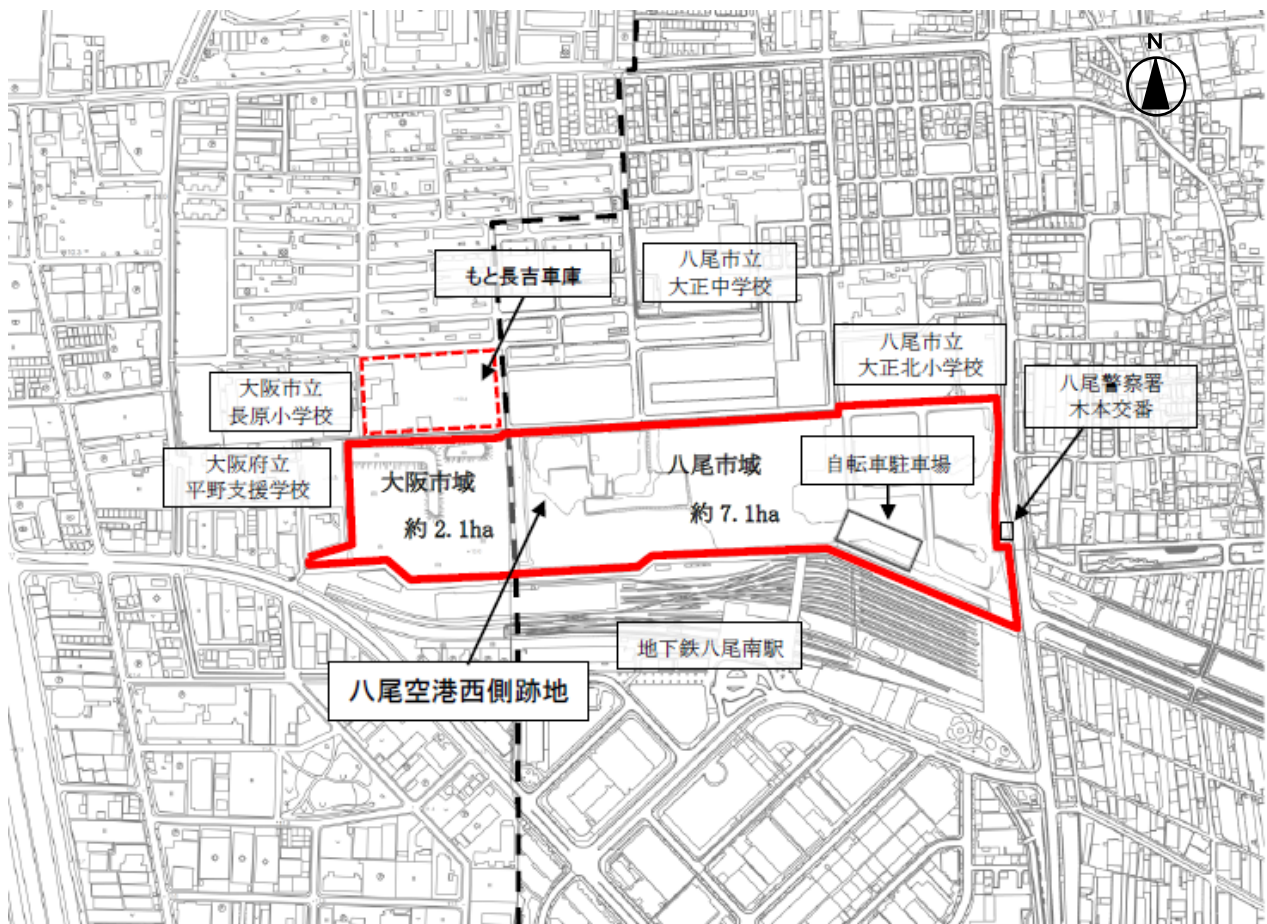 N
八尾市立
大正中学校
もと長吉車庫
八尾市立
大正北小学校
八尾警察署
木本交番
大阪市立
長原小学校
大阪府立
平野支援学校
大阪市域
約 2.1ha
八尾市域
約 7.1ha
自転車駐車場
地下鉄八尾南駅
八尾空港西側跡地